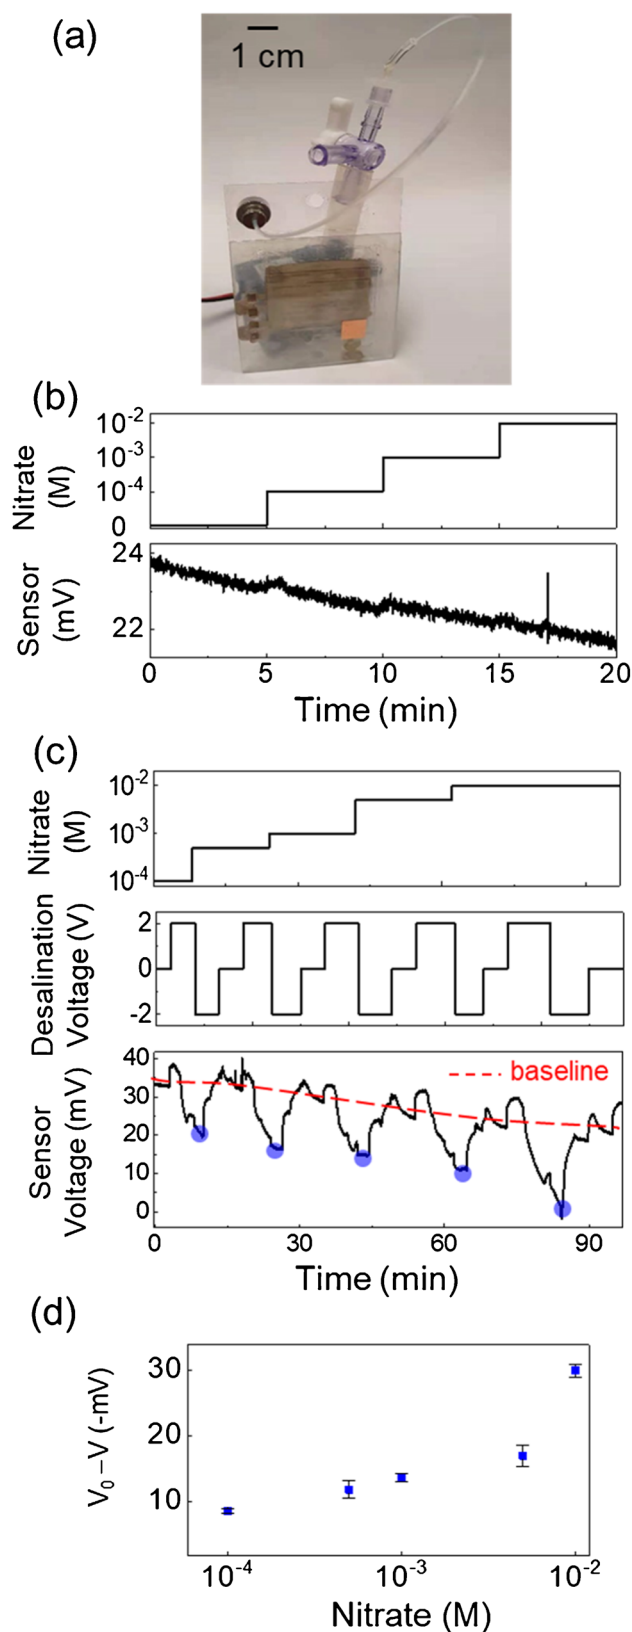 (a)
1 cm
(b)
Nitrate
(M)
10⁻²
10⁻³
10⁻⁴
0
Sensor
(mV)
24
22
0 5 10 15 20
Time (min)
(c)
Nitrate
(M)
10⁻²
10⁻³
10⁻⁴
Desalination
Voltage (V)
2
0
-2
Sensor
Voltage (mV)
40
30
20
10
0
baseline
0 30 60 90
Time (min)
(d)
V₀–V (-mV)
30
20
10
10⁻⁴ 10⁻³ 10⁻²
Nitrate (M)